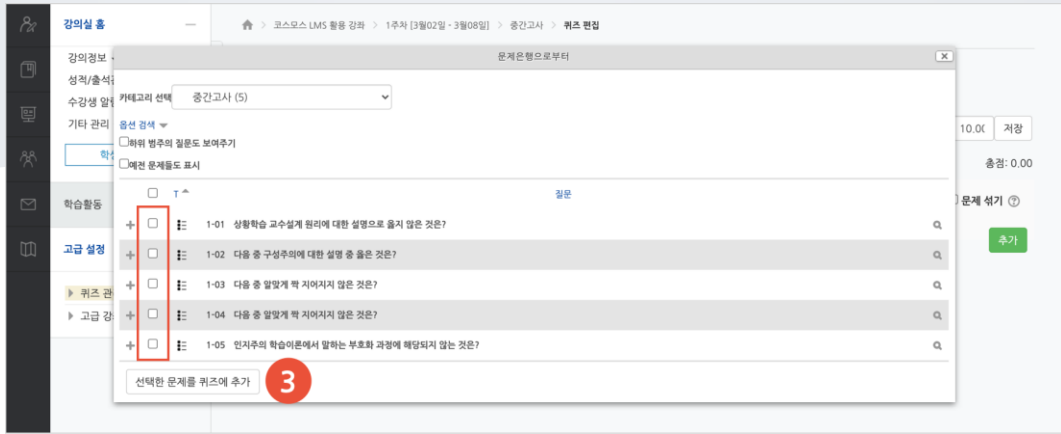 강의실 홈
코스모스 LMS 활용 강좌 > 1주차 [3월02일 - 3월08일] > 중간고사 > 퀴즈 편집
강의정보
성적/출석관
수강생 알
기타 관리
학습활동
고급 설정
퀴즈 관
고급 강
문제은행으로부터
x
카테고리 선택
중간고사 (5)
옵션 검색
하위 범주의 질문도 보여주기
예전 문제들도 표시
T
질문
1-01 상황학습 교수설계 원리에 대한 설명으로 옳지 않은 것은?
1-02 다음 중 구성주의에 대한 설명 중 옳은 것은?
1-03 다음 중 알맞게 짝 지어지지 않은 것은?
1-04 다음 중 알맞게 짝 지어지지 않은 것은?
1-05 인지주의 학습이론에서 말하는 부호화 과정에 해당되지 않는 것은?
선택한 문제를 퀴즈에 추가
3
10.00 저장
총점: 0.00
문제 섞기 ?
추가